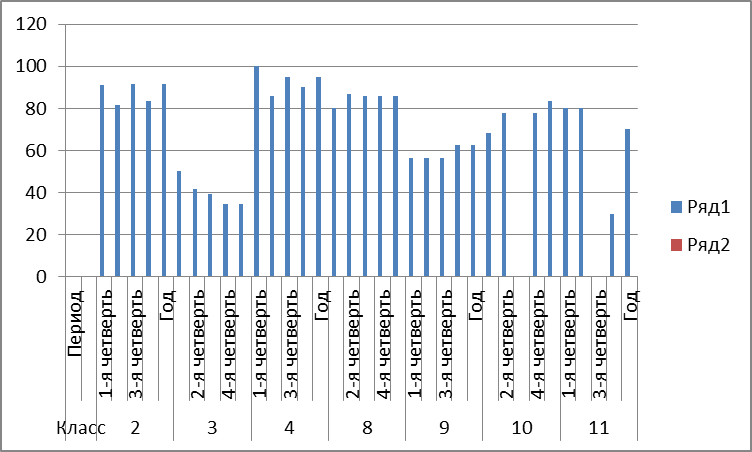 120
100
80
60
40
20
0
Ряд1
Ряд2
Период
1-я четверть
3-я четверть
Год
2-я четверть
4-я четверть
1-я четверть
3-я четверть
Год
2-я четверть
4-я четверть
1-я четверть
3-я четверть
Год
2-я четверть
4-я четверть
1-я четверть
3-я четверть
Год
Класс 2 3 4 8 9 10 11